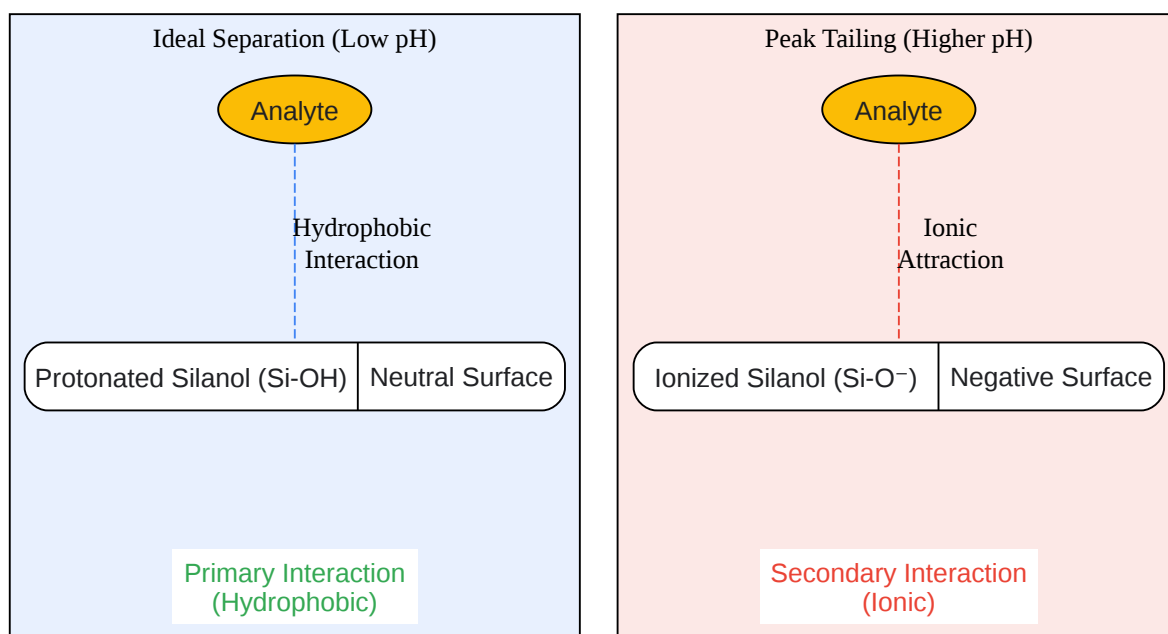 Ideal Separation (Low pH)
Analyte
Hydrophobic
Interaction
Protonated Silanol (Si-OH)
Neutral Surface
Primary Interaction
(Hydrophobic)
Peak Tailing (Higher pH)
Analyte
Ionic
Attraction
Ionized Silanol (Si-O⁻)
Negative Surface
Secondary Interaction
(Ionic)